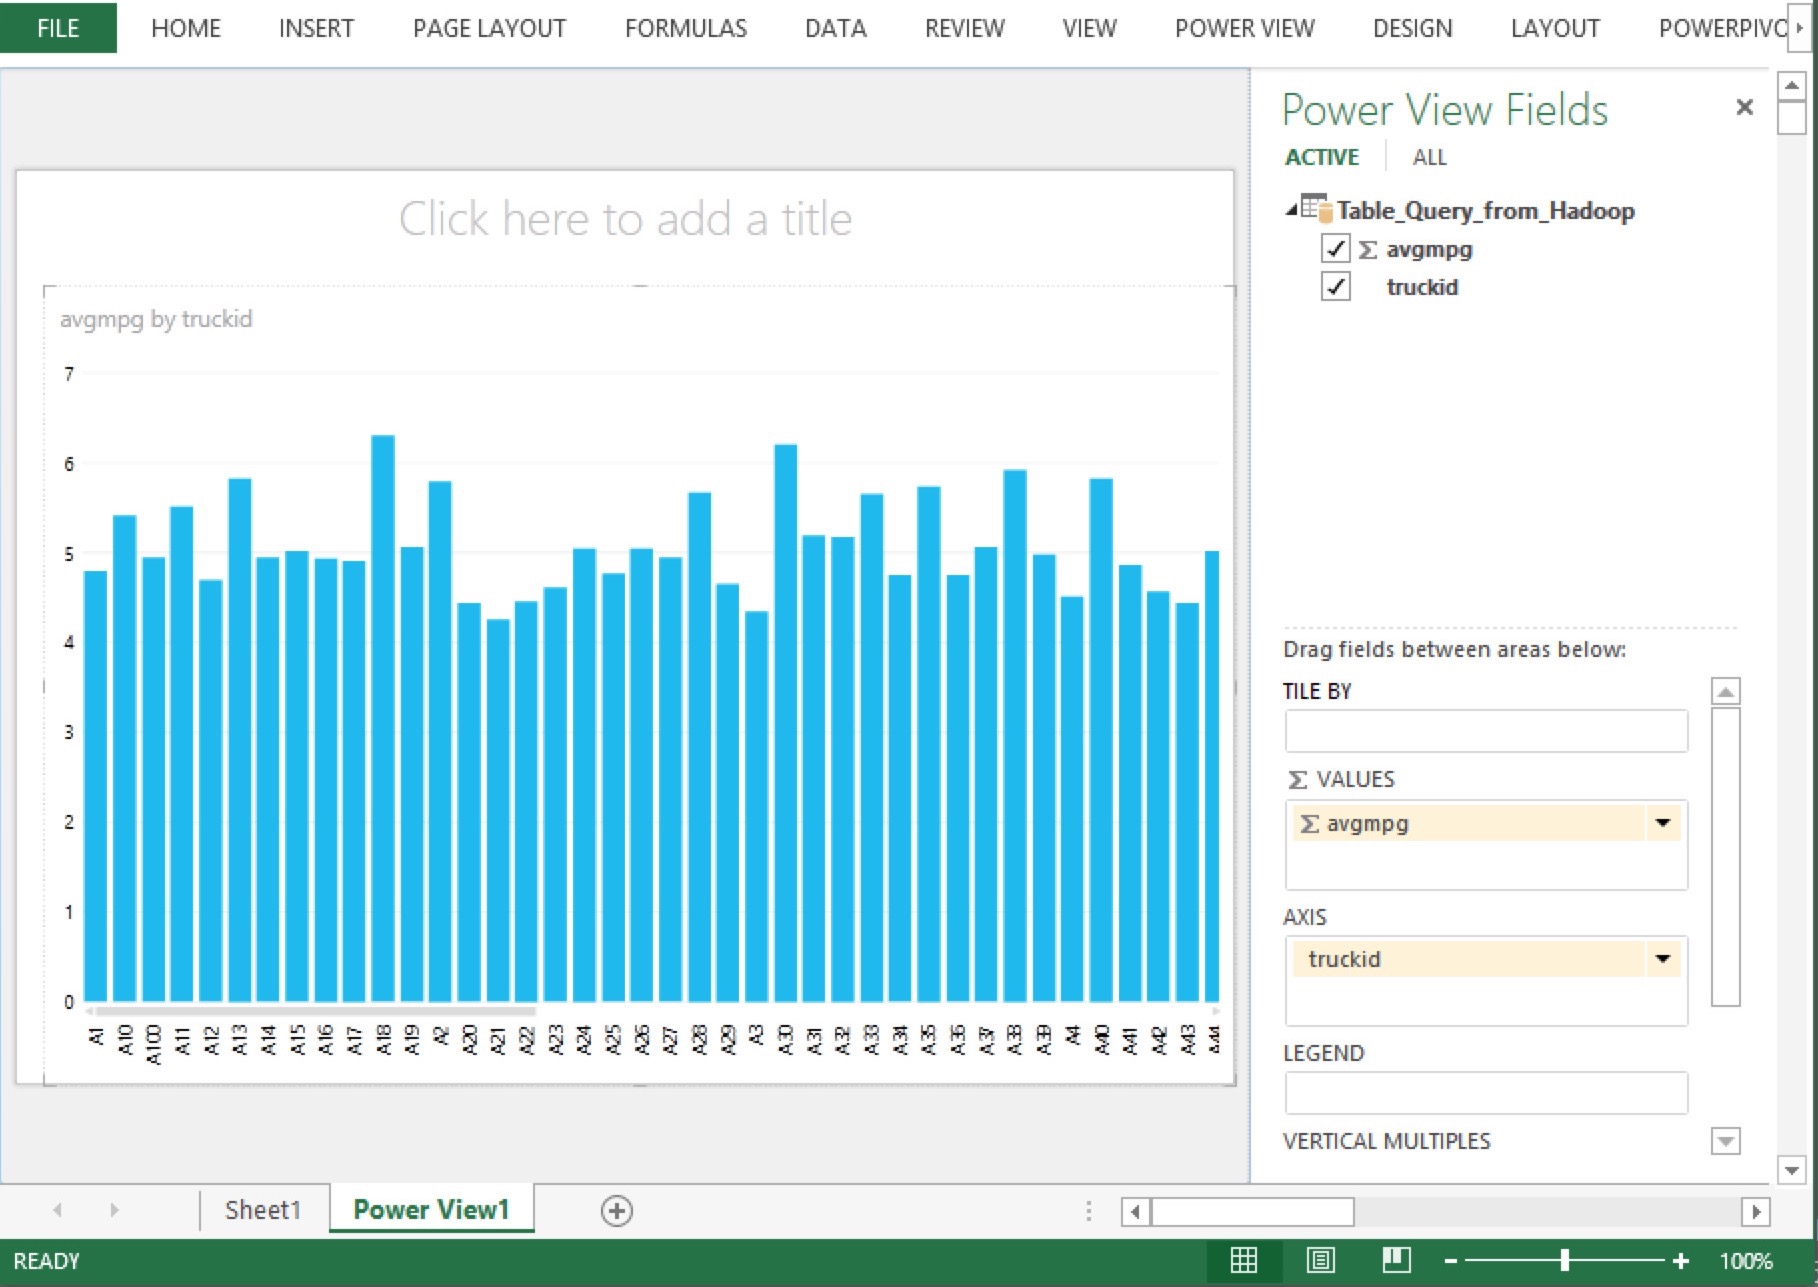 FILE HOME INSERT PAGE LAYOUT FORMULAS DATA REVIEW VIEW POWER VIEW DESIGN LAYOUT POWERPIVO
Click here to add a title
avgmpg by truckid
7
6
5
4
3
2
1
0
A1 A10 A100 A11 A12 A13 A14 A15 A16 A17 A18 A19 A2 A20 A21 A22 A23 A24 A25 A26 A27 A28 A29 A3 A30 A31 A32 A33 A34 A35 A36 A37 A38 A39 A4 A40 A41 A42 A43 A44
Power View Fields
ACTIVE ALL
Table_Query_from_Hadoop
Σ avgmpg
truckid
Drag fields between areas below:
TILE BY
Σ VALUES
Σ avgmpg
AXIS
truckid
LEGEND
VERTICAL MULTIPLES
Sheet1 Power View1
READY 100%